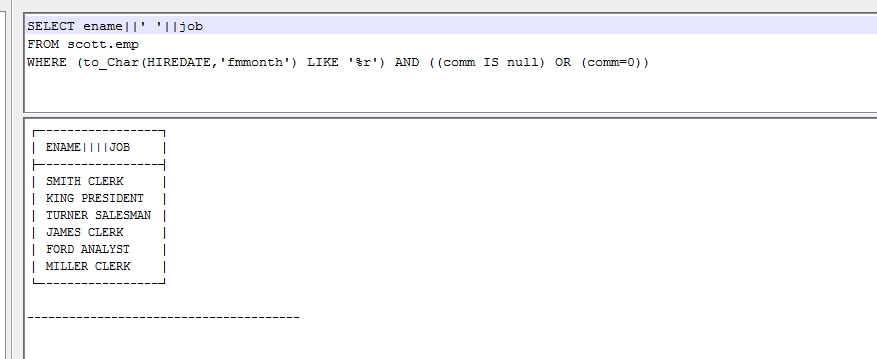 SELECT ename||' '||job
FROM scott.emp
WHERE (to_Char(HIREDATE,'fmmonth') LIKE '%r') AND ((comm IS null) OR (comm=0))
ENAME||||JOB
SMITH CLERK
KING PRESIDENT
TURNER SALESMAN
JAMES CLERK
FORD ANALYST
MILLER CLERK